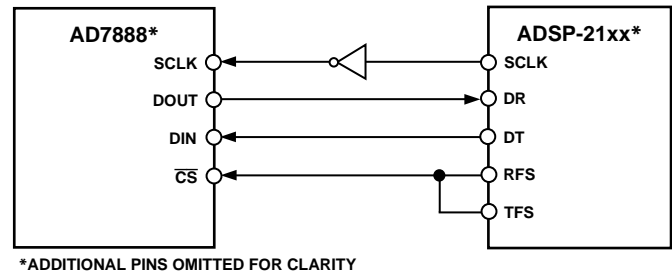 AD7888*
SCLK
DOUT
DIN
CS
ADSP-21xx*
SCLK
DR
DT
RFS
TFS
*ADDITIONAL PINS OMITTED FOR CLARITY